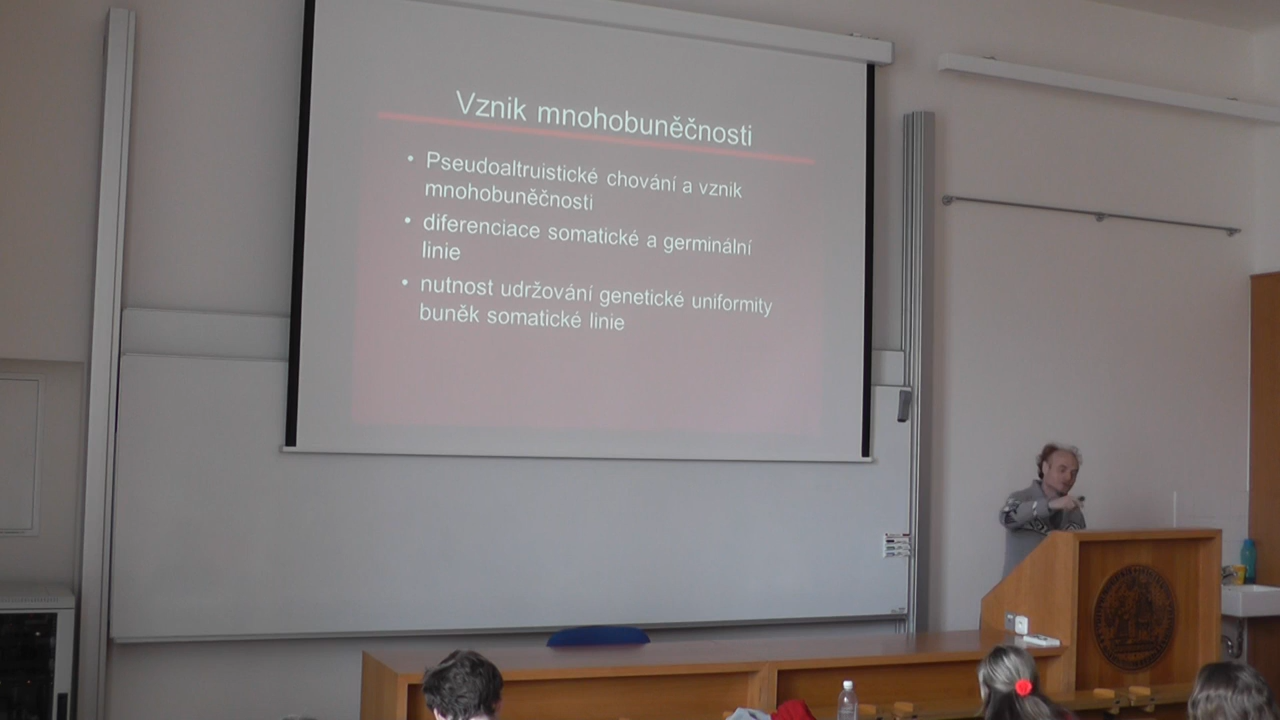 Vznik mnohobuněčnosti
• Pseudoaltruistické chování a vznik
mnohobuněčnosti
• diferenciace somatické a germinální
linie
• nutnost udržování genetické uniformity
buněk somatické linie